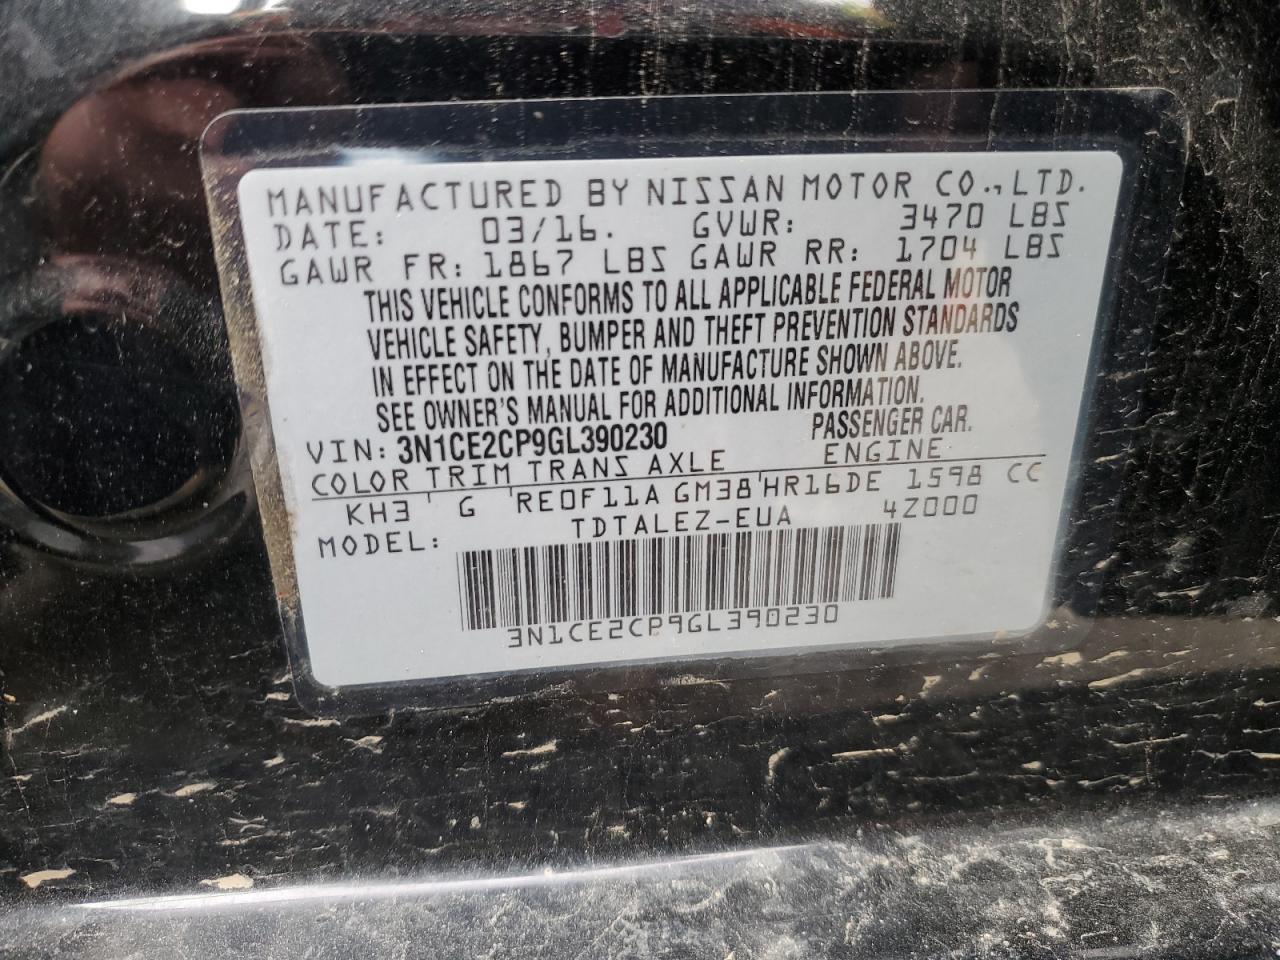 MANUFACTURED BY NISSAN MOTOR CO.,LTD.
DATE: 03/16. GVWR: 3470 LBS
GAWR FR: 1867 LBS GAWR RR: 1704 LBS
THIS VEHICLE CONFORMS TO ALL APPLICABLE FEDERAL MOTOR
VEHICLE SAFETY, BUMPER AND THEFT PREVENTION STANDARDS
IN EFFECT ON THE DATE OF MANUFACTURE SHOWN ABOVE.
SEE OWNER'S MANUAL FOR ADDITIONAL INFORMATION.
VIN: 3N1CE2CP9GL390230 PASSENGER CAR.
COLOR TRIM TRANS AXLE ENGINE
KH3 G RE0F11A GM38 HR16DE 1598 CC
MODEL: TDTALEZ-EUA 4Z000
3N1CE2CP9GL390230